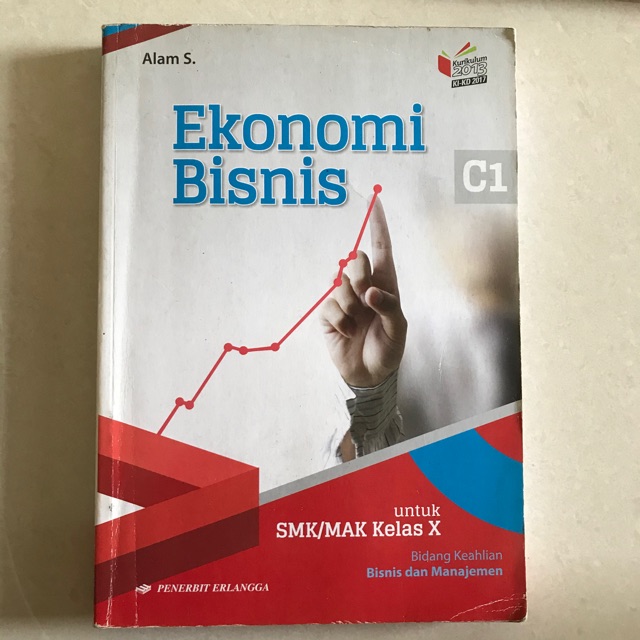 Alam S.
Kurikulum
2013
KI-KD 2017
Ekonomi
Bisnis
C1
untuk
SMK/MAK Kelas X
Bidang Keahlian
Bisnis dan Manajemen
PENERBIT ERLANGGA